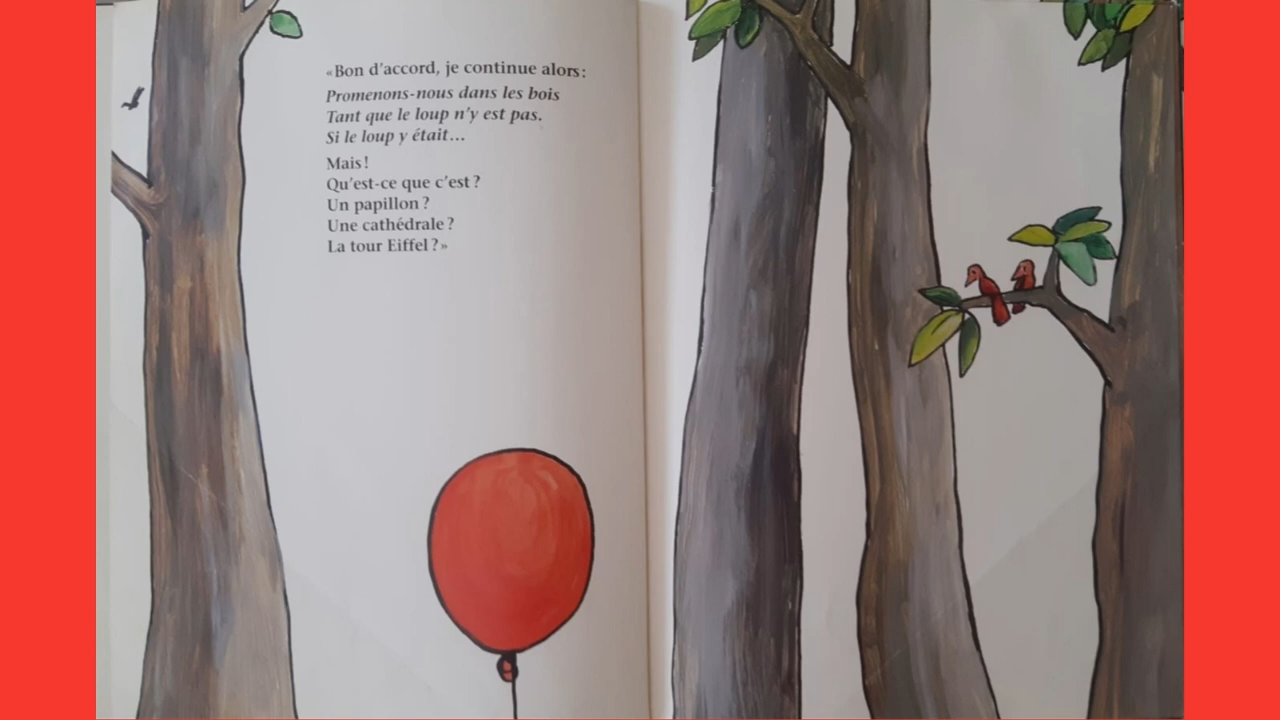 «Bon d'accord, je continue alors:
Promenons-nous dans les bois
Tant que le loup n'y est pas.
Si le loup y était...
Mais!
Qu'est-ce que c'est?
Un papillon?
Une cathédrale?
La tour Eiffel?»